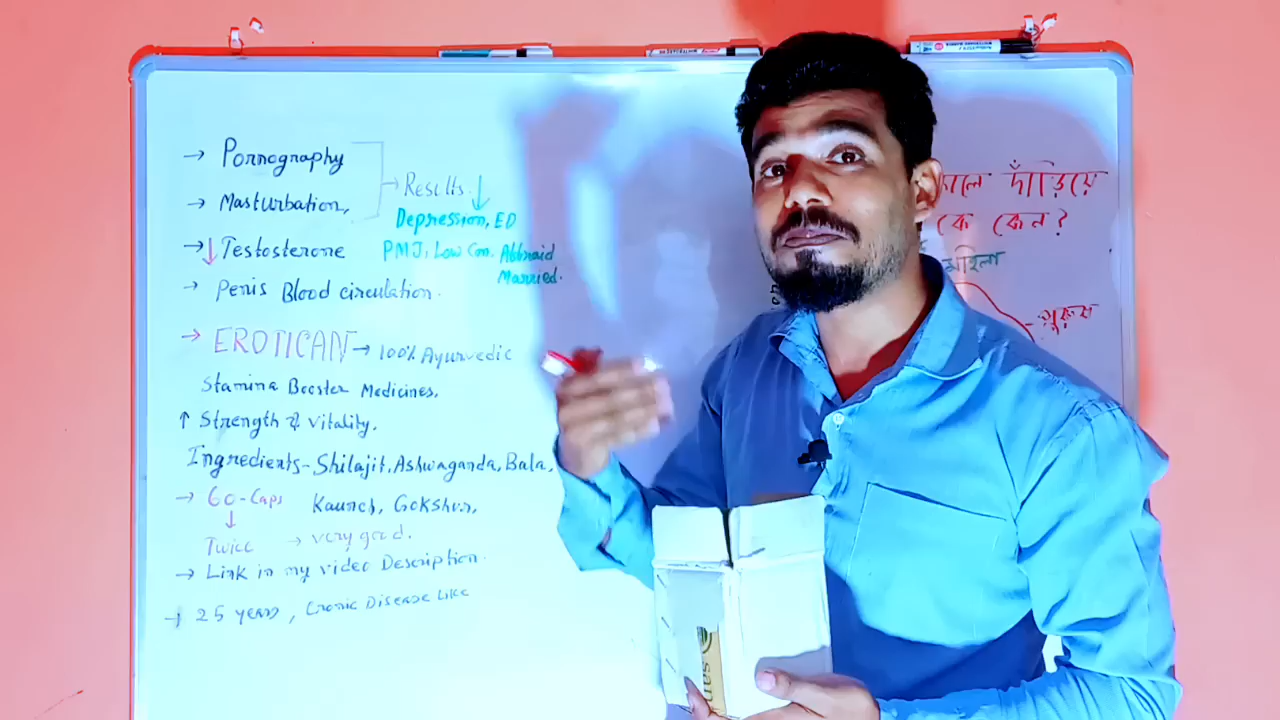 → Pornography
→ Masturbation,
→ Results ↓
Depression, ED
→ ↓ Testosterone
PMJ, Low Con. Abbraid
Married.
→ Penis Blood circulation.
→ EROTICAN → 100% Ayurvedic
Stamina Booster Medicines,
↑ Strength & vitality,
Ingredients - Shilajit, Ashwaganda, Bala,
→ 60-Caps Kaunch, Gokshur,
↓
Twice → very good.
→ Link in my video Description.
→ 25 years, Cronic Disease Like
দাঁড়িয়ে
কে কেন?
মহিলা
পুরুষ